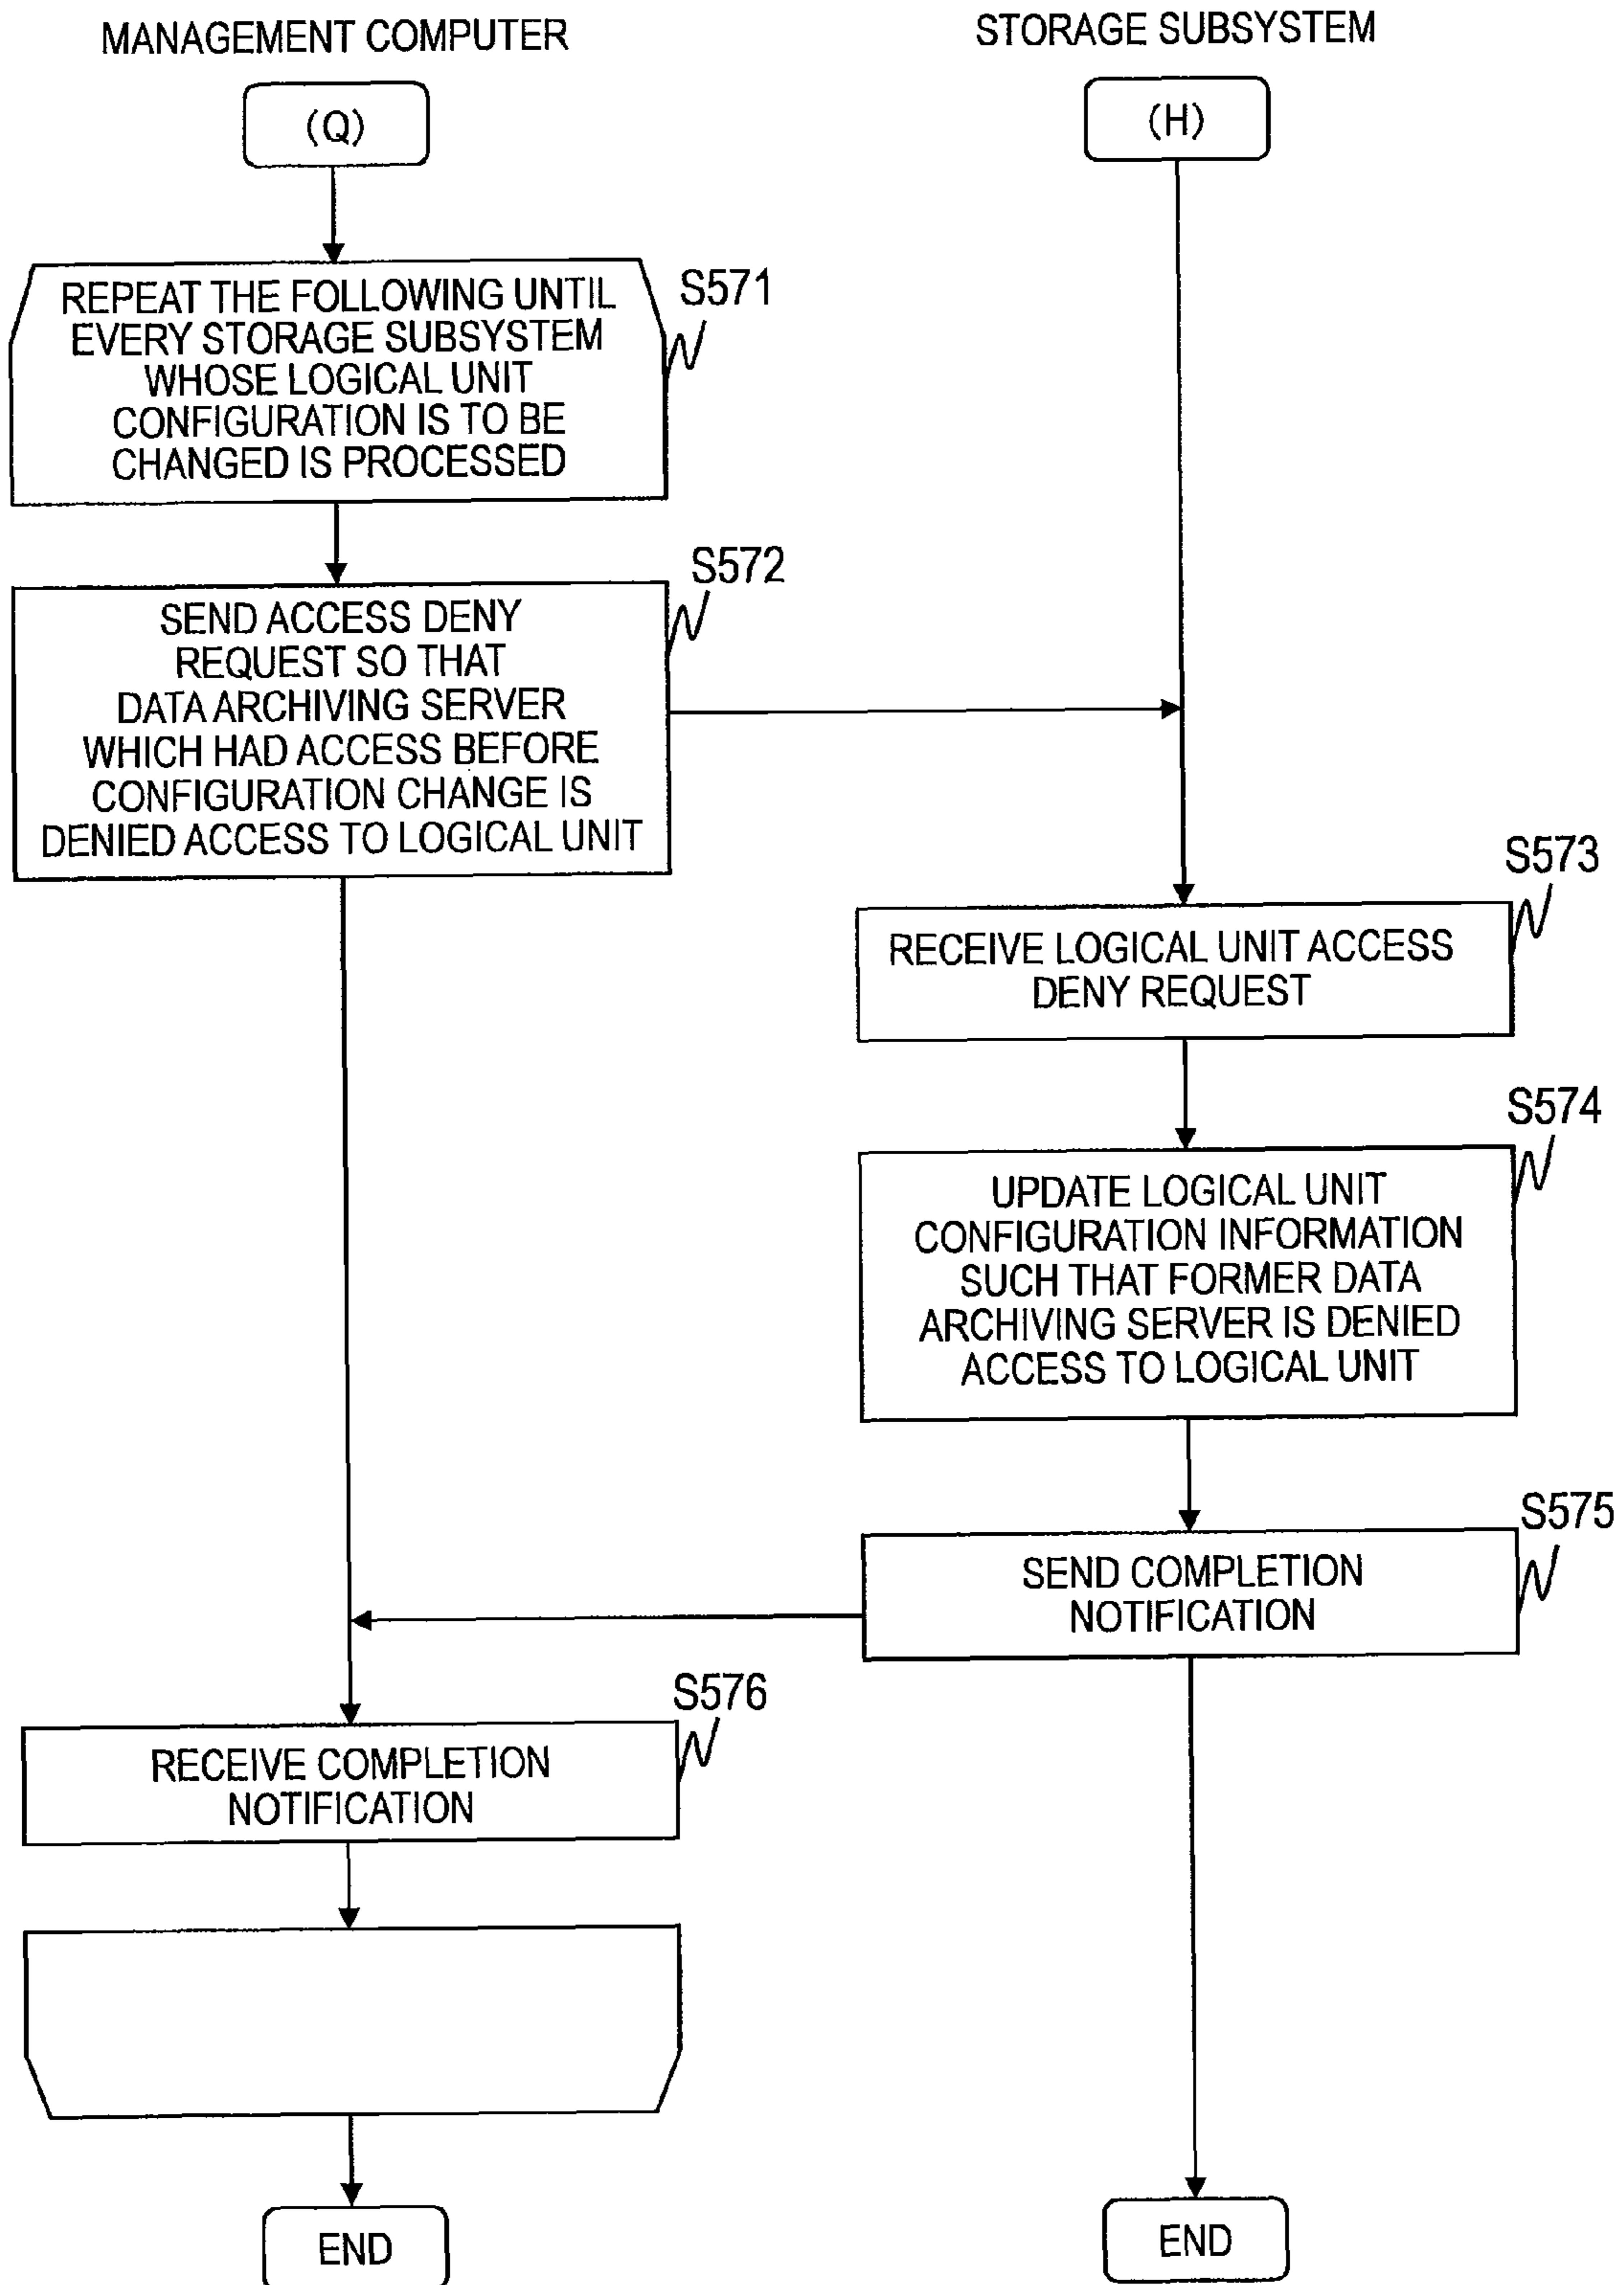 MANAGEMENT COMPUTER
STORAGE SUBSYSTEM
(Q)
(H)
REPEAT THE FOLLOWING UNTIL
EVERY STORAGE SUBSYSTEM
WHOSE LOGICAL UNIT
CONFIGURATION IS TO BE
CHANGED IS PROCESSED
S571
SEND ACCESS DENY
REQUEST SO THAT
DATA ARCHIVING SERVER
WHICH HAD ACCESS BEFORE
CONFIGURATION CHANGE IS
DENIED ACCESS TO LOGICAL UNIT
S572
RECEIVE LOGICAL UNIT ACCESS
DENY REQUEST
S573
UPDATE LOGICAL UNIT
CONFIGURATION INFORMATION
SUCH THAT FORMER DATA
ARCHIVING SERVER IS DENIED
ACCESS TO LOGICAL UNIT
S574
SEND COMPLETION
NOTIFICATION
S575
RECEIVE COMPLETION
NOTIFICATION
S576
END
END